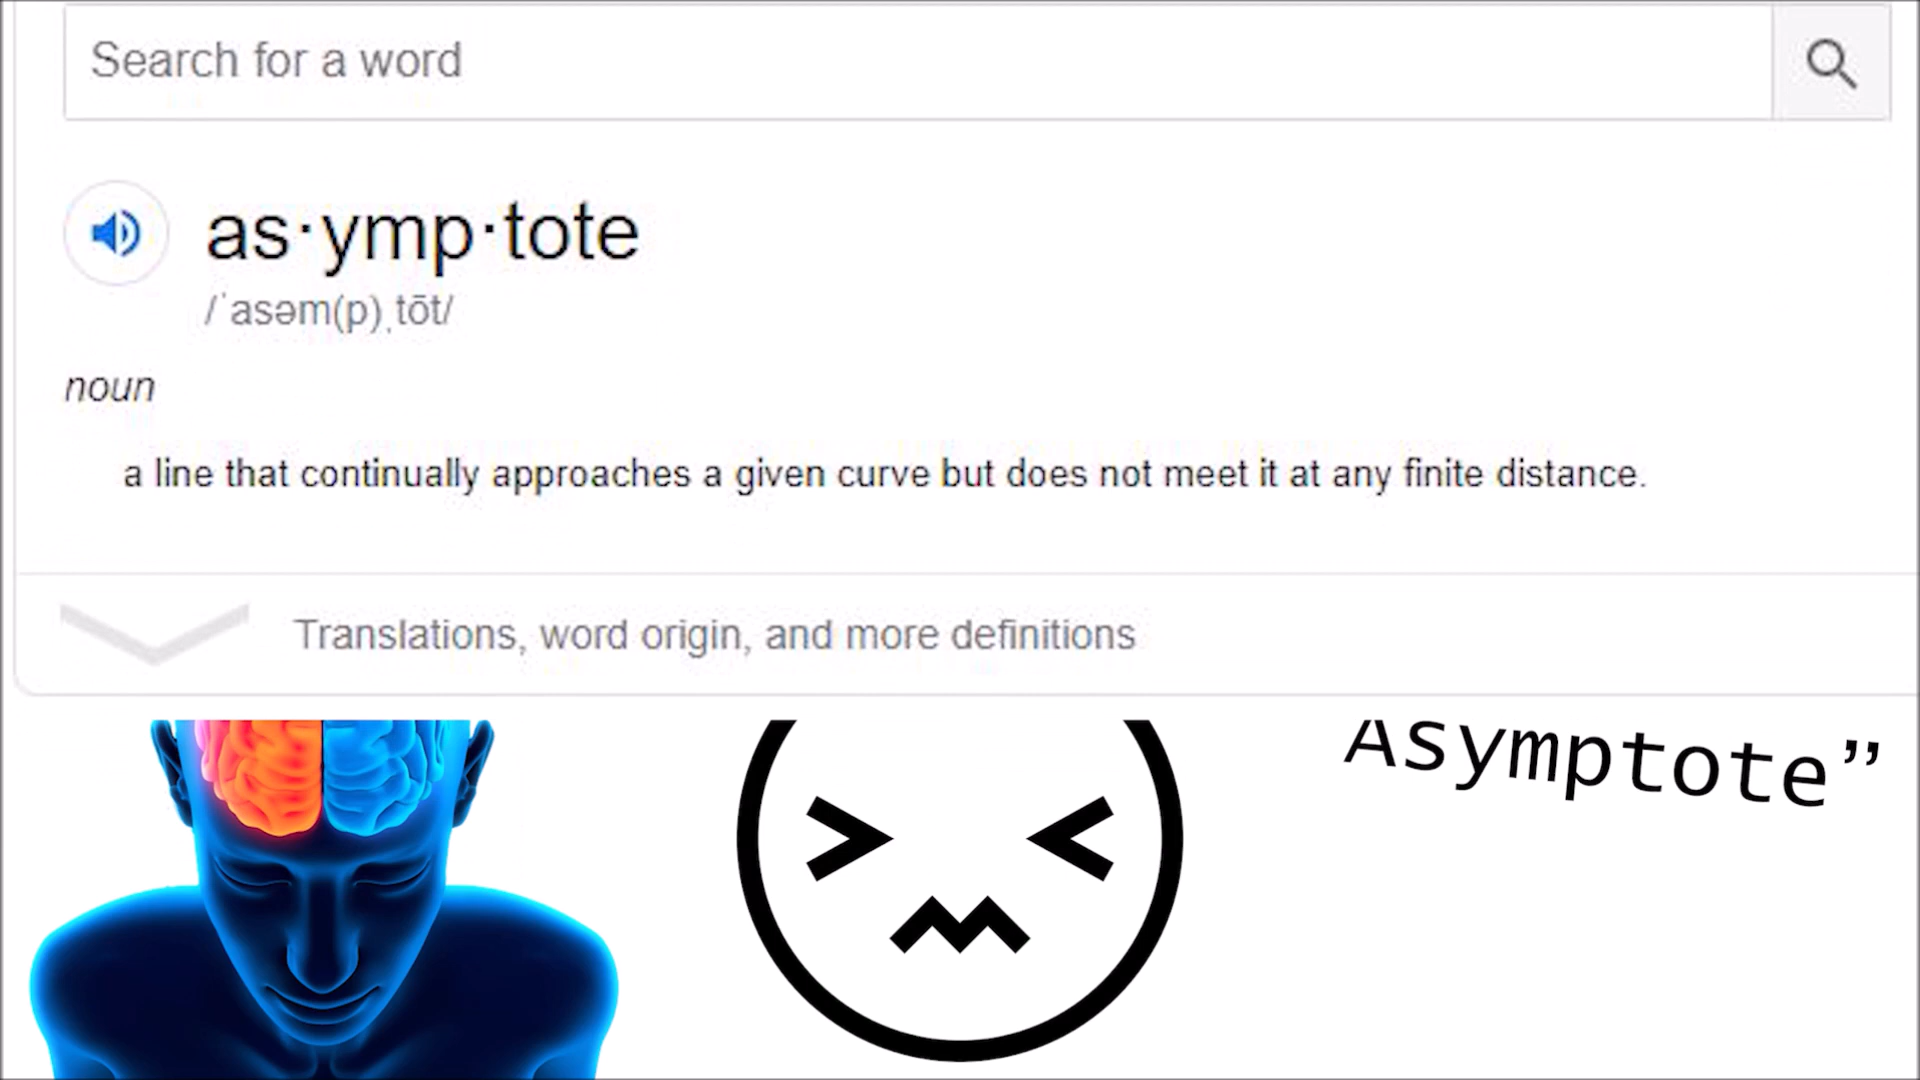 Search for a word
as·ymp·tote
/ˈasəm(p)ˌtōt/
noun
a line that continually approaches a given curve but does not meet it at any finite distance.
Translations, word origin, and more definitions
Asymptote”